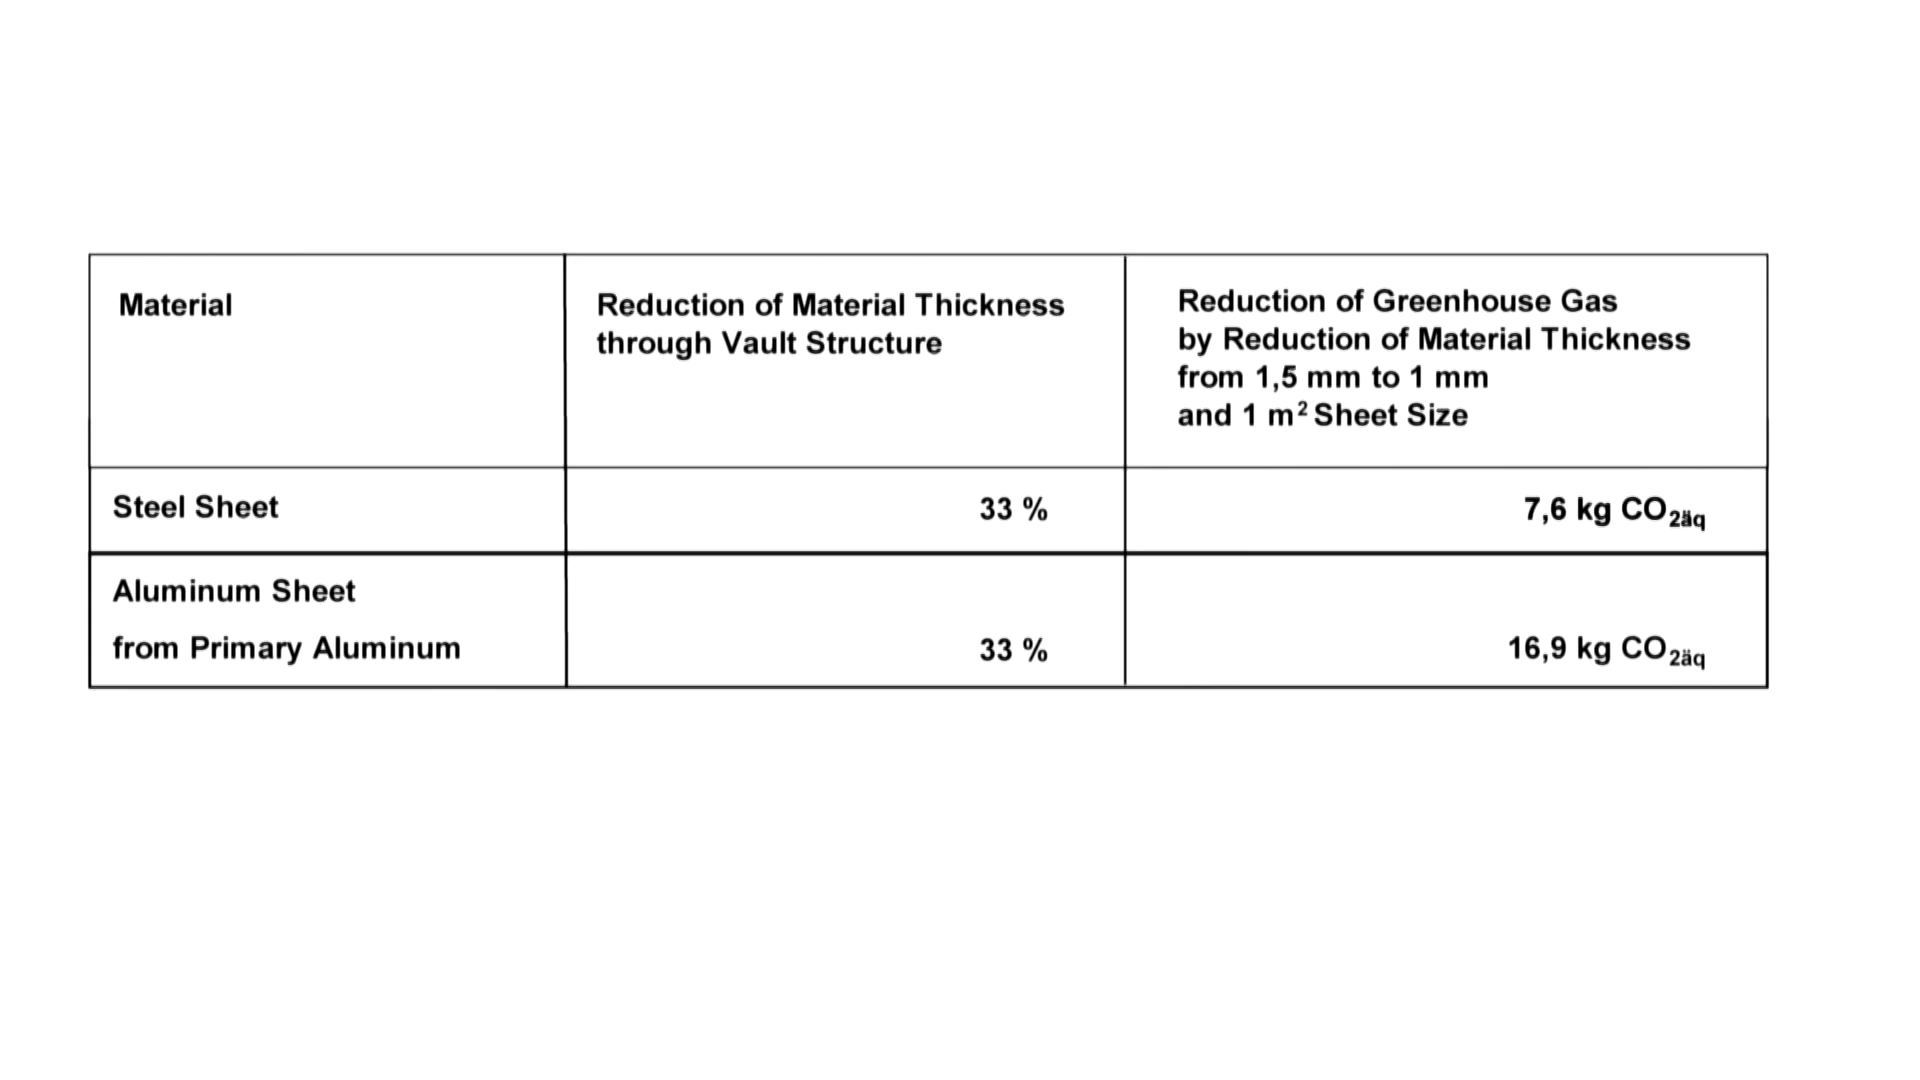 Material
Reduction of Material Thickness
through Vault Structure
Reduction of Greenhouse Gas
by Reduction of Material Thickness
from 1,5 mm to 1 mm
and 1 m² Sheet Size
Steel Sheet
33 %
7,6 kg CO₂äq
Aluminum Sheet
from Primary Aluminum
33 %
16,9 kg CO₂äq